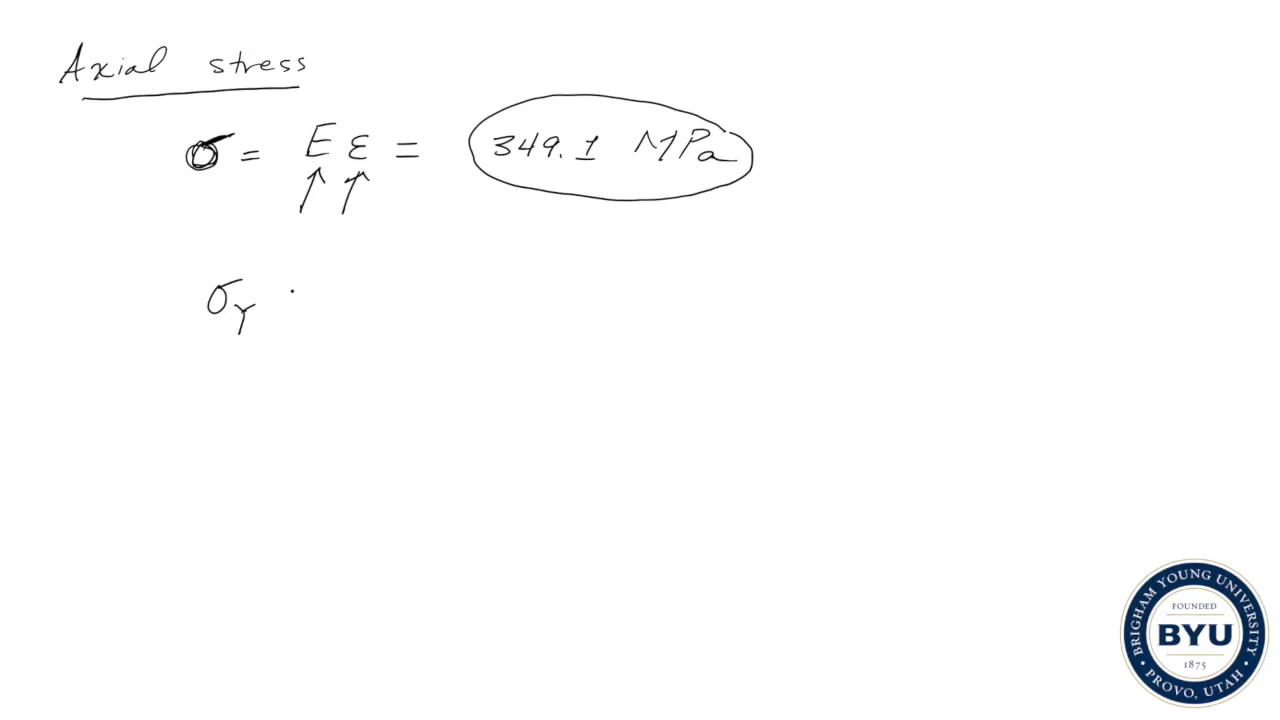 Axial stress
σ = E ε = 349.1 MPa
σY
BRIGHAM YOUNG UNIVERSITY
FOUNDED
BYU
1875
PROVO, UTAH